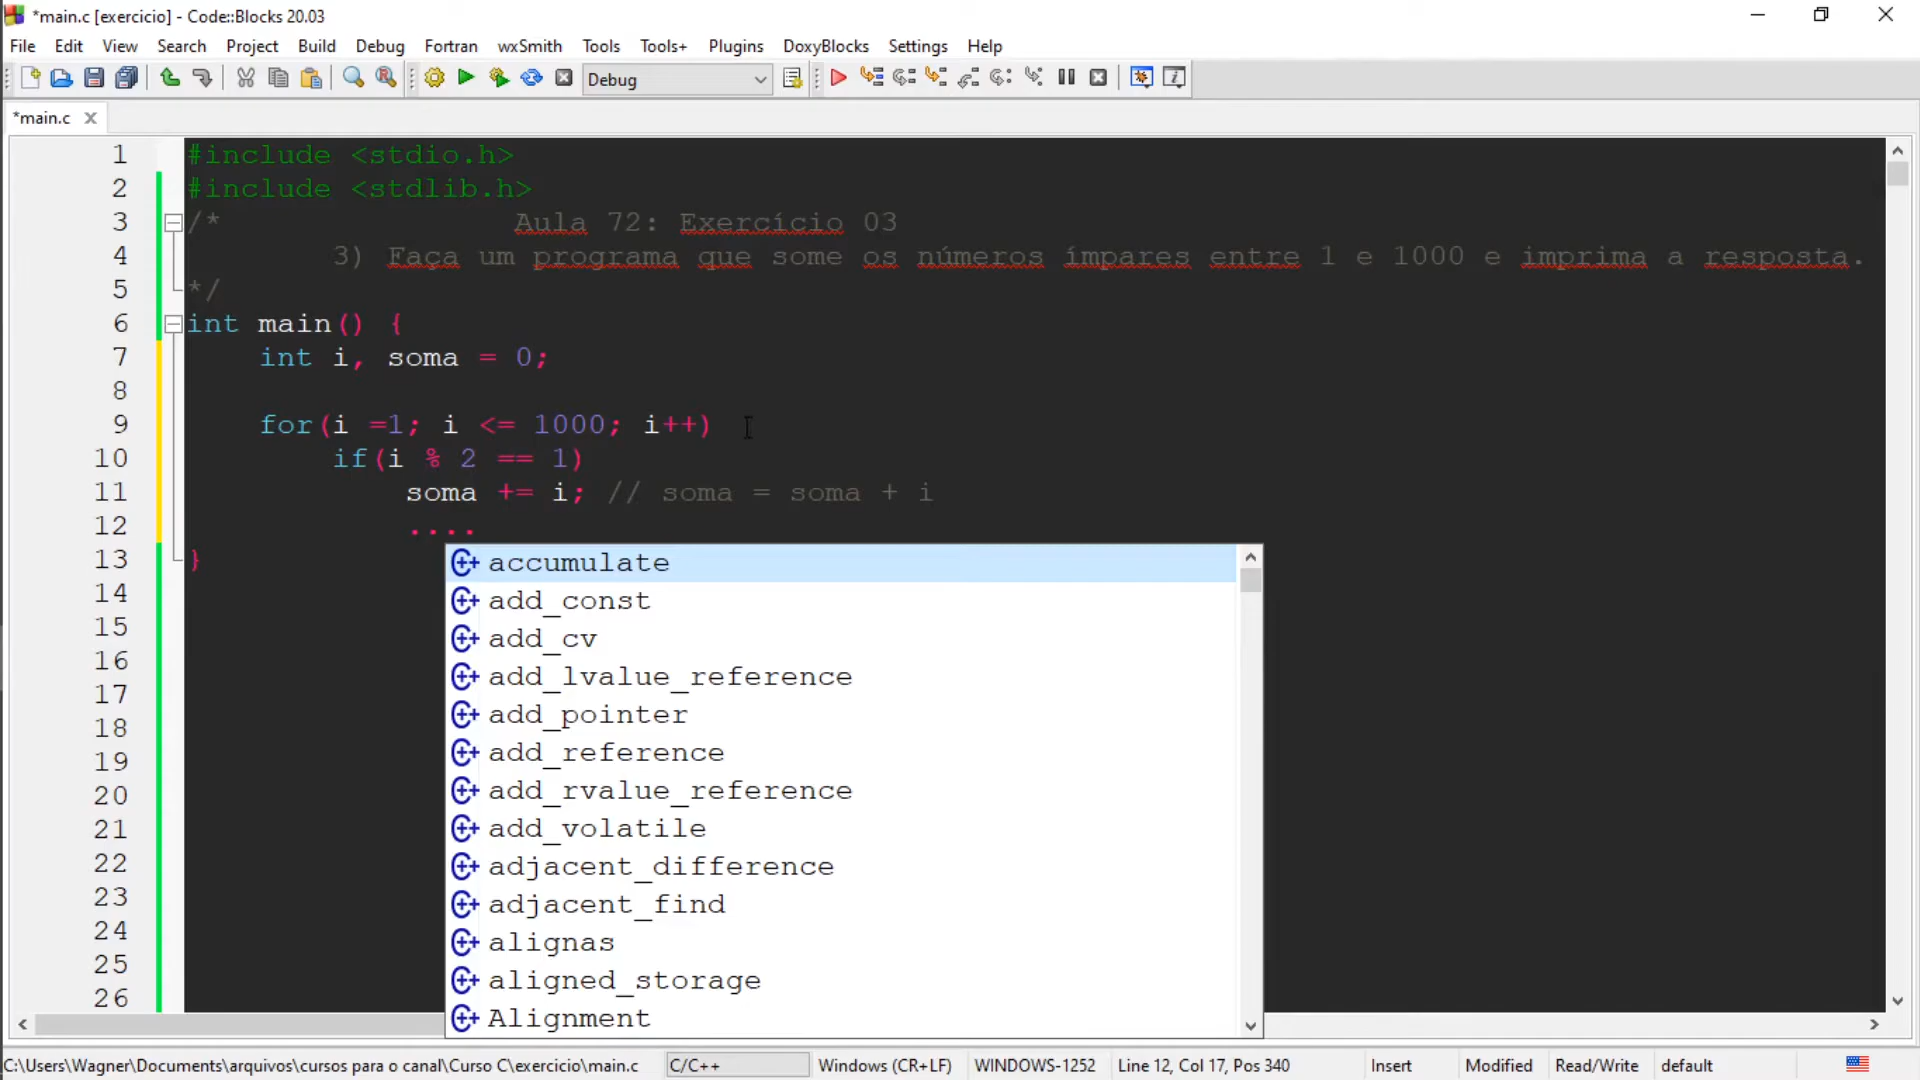 *main.c [exercicio] - Code::Blocks 20.03
File Edit View Search Project Build Debug Fortran wxSmith Tools Tools+ Plugins DoxyBlocks Settings Help
Debug
*main.c
1 #include <stdio.h>
2 #include <stdlib.h>
3 /* Aula 72: Exercício 03
4 3) Faça um programa que some os números ímpares entre 1 e 1000 e imprima a resposta.
5 */
6 int main() {
7 int i, soma = 0;
8
9 for(i =1; i <= 1000; i++)
10 if(i % 2 == 1)
11 soma += i; // soma = soma + i
12 ....
13 }
accumulate
14
add_const
15
add_cv
16
add_lvalue_reference
17
add_pointer
18
add_reference
19
add_rvalue_reference
20
add_volatile
21
adjacent_difference
22
adjacent_find
23
alignas
24
aligned_storage
25
Alignment
26
C:\Users\Wagner\Documents\arquivos\cursos para o canal\Curso C\exercicio\main.c C/C++ Windows (CR+LF) WINDOWS-1252 Line 12, Col 17, Pos 340 Insert Modified Read/Write default